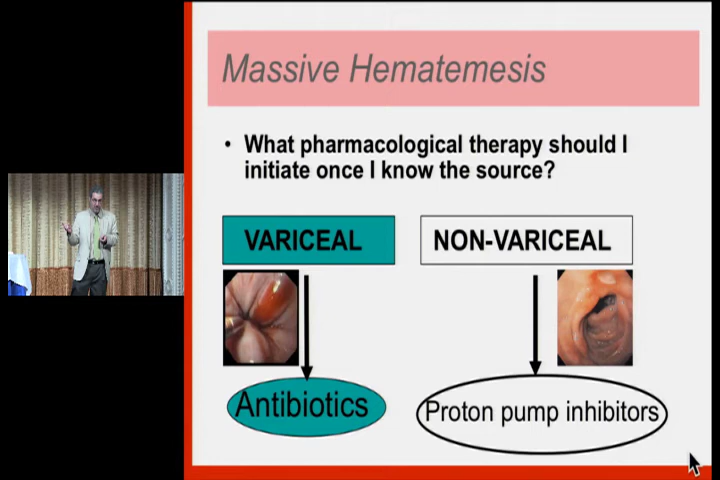 Massive Hematemesis
• What pharmacological therapy should I
initiate once I know the source?
VARICEAL
NON-VARICEAL
Antibiotics
Proton pump inhibitors